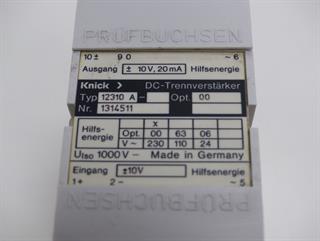 PRÜFBUCHSEN
10± 9 0 ~6
Ausgang ± 10V, 20mA Hilfsenergie
Knick > DC-Trennverstärker
Typ 12310 A – Opt. 00
Nr. 1314511
x
Hilfs- Opt. 00 63 06
energie V~ 230 110 24
UISO 1000 V – Made in Germany
Eingang ±10V Hilfsenergie
1+ 2– ~5
PRÜFBUCHSEN